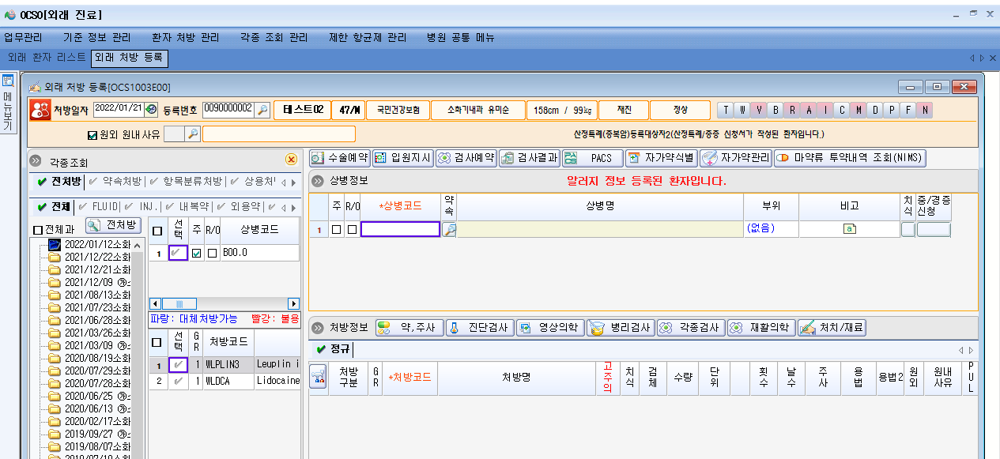 OCSO[외래 진료]
업무관리 기준 정보 관리 환자 처방 관리 각종 조회 관리 제한 항균제 관리 병원 공통 메뉴
외래 환자 리스트 외래 처방 등록
메뉴보기
외래 처방 등록[OCS1003E00]
처방일자 2022/01/21 등록번호 0090000002 테스트02 47/M 국민건강보험 소화기내과 유미순 158cm / 99kg 재진 정상 T W V B R A I C M D P F N
원외 원내사유 산정특례(중복암)등록대상자2(산정특례/중증 신청서가 작성된 환자입니다.)
각종조회
수술예약 입원지시 검사예약 검사결과 PACS 자가약식별 자가약관리 마약류 투약내역 조회(NIMS)
전처방 약속처방 항목분류처방 상용처
상병정보 알러지 정보 등록된 환자입니다.
전체 FLUID INJ. 내복약 외용약
주 R/O *상병코드 약속 상병명 부위 비고 치식 중/경증신청
전체과 전처방
선택 주 R/O 상병코드
1 (없음) a
1 B00.0
2022/01/12소화
2021/12/22소화
2021/12/21소화
2021/12/09
2021/08/13소화
2021/07/23소화
2021/06/28소화
2021/03/26소화
2021/03/09
2020/08/19소화
2020/07/29소화
2020/07/28소화
2020/06/25
2020/06/13
2020/02/17소화
2019/09/27
2019/08/07소화
파랑: 대체처방가능 빨강: 불용
선택 G R 처방코드
1 1 WLPLIN3 Leuplin i
2 1 WLDCA Lidocaine
처방정보 약,주사 진단검사 영상의학 병리검사 각종검사 재활의학 처치/재료
정규
처방구분 G R *처방코드 처방명 고주의 치식 검체 수량 단위 횟수 날수 주사 용법 용법2 원외 원내사유 P U L